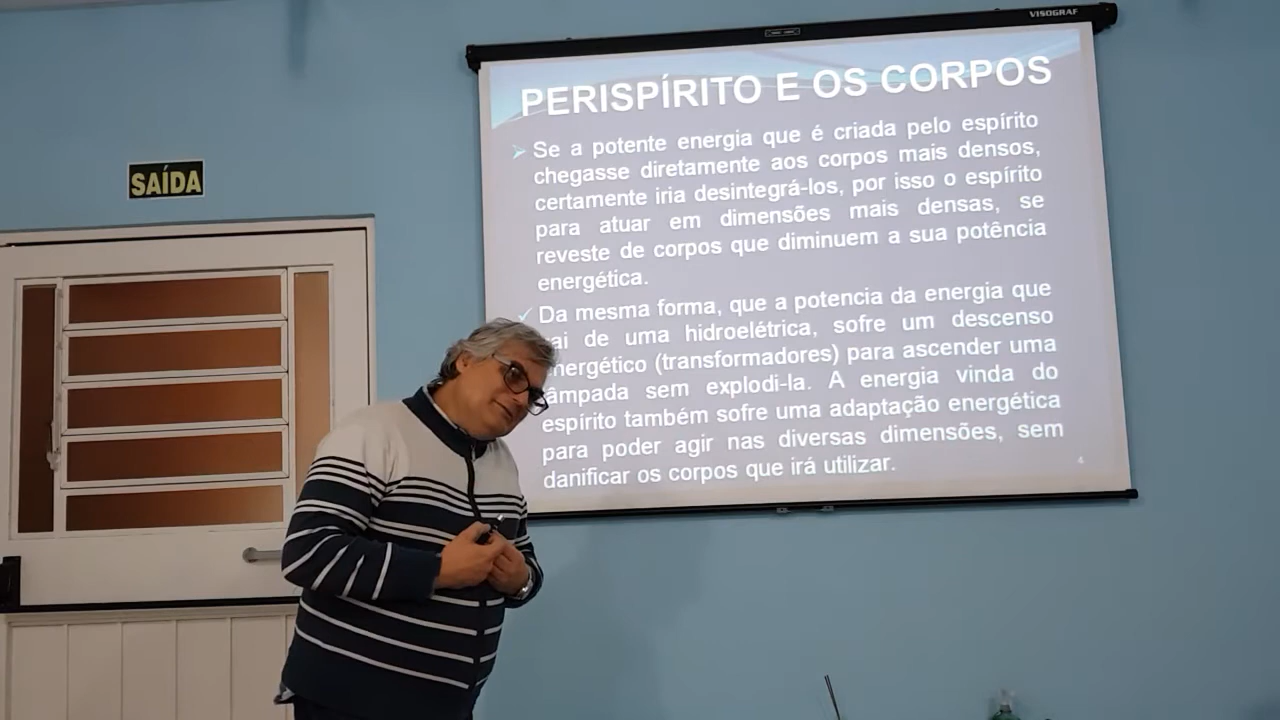 VISOGRAF
PERISPÍRITO E OS CORPOS
Se a potente energia que é criada pelo espírito
chegasse diretamente aos corpos mais densos,
certamente iria desintegrá-los, por isso o espírito
para atuar em dimensões mais densas, se
reveste de corpos que diminuem a sua potência
energética.
Da mesma forma, que a potencia da energia que
ai de uma hidroelétrica, sofre um descenso
nergético (transformadores) para ascender uma
âmpada sem explodi-la. A energia vinda do
espírito também sofre uma adaptação energética
para poder agir nas diversas dimensões, sem
danificar os corpos que irá utilizar.
4
SAÍDA